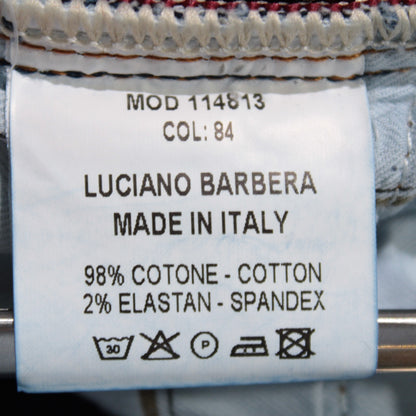 MOD 114813
COL: 84
LUCIANO BARBERA
MADE IN ITALY
98% COTONE - COTTON
2% ELASTAN - SPANDEX
30 P